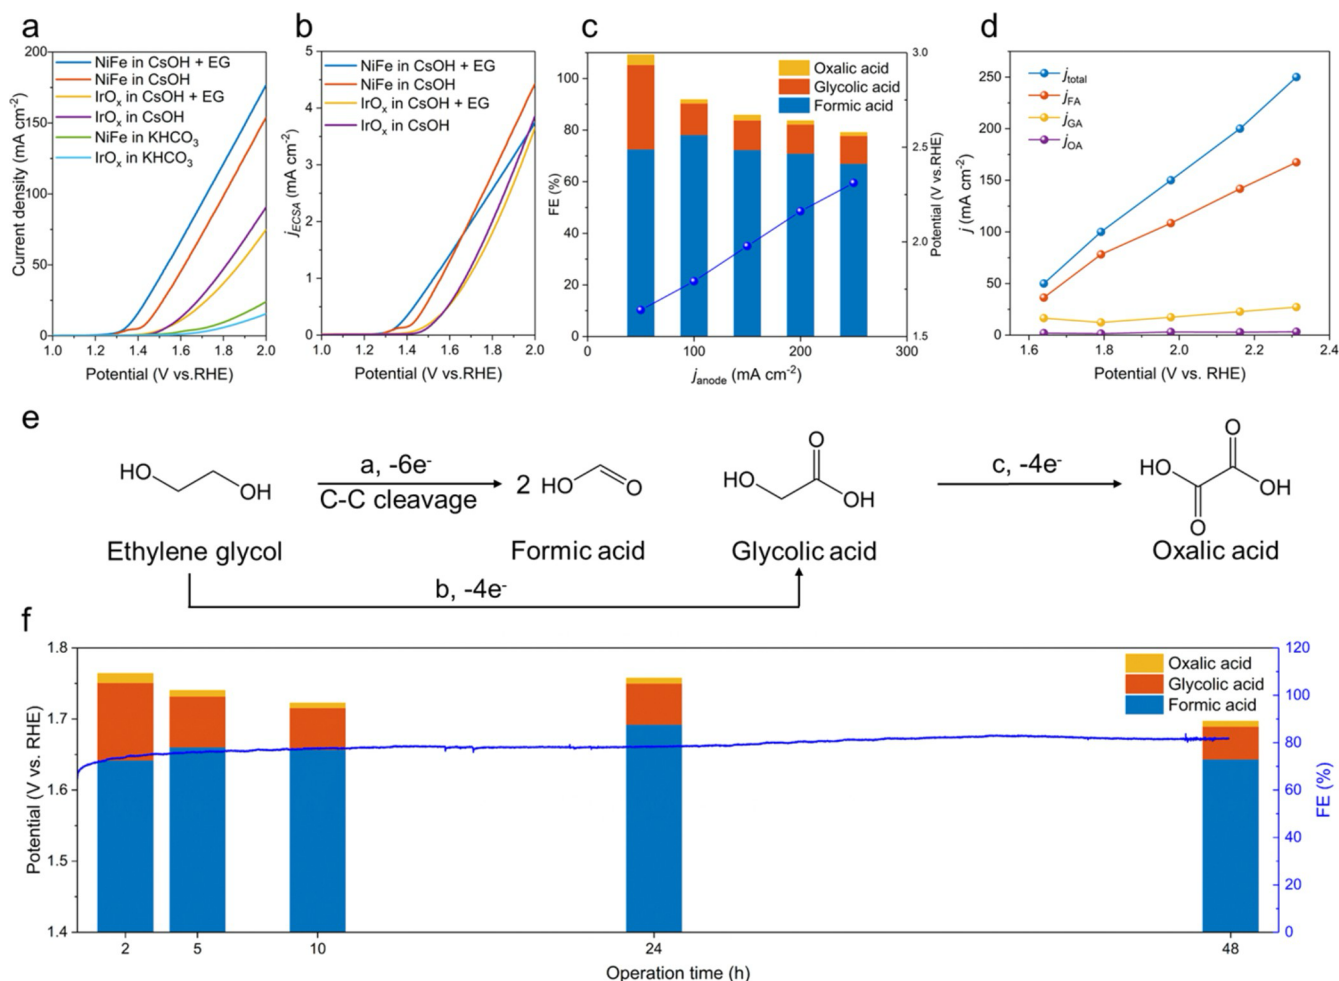 a
200
150
100
50
0
1.0 1.2 1.4 1.6 1.8 2.0
Current density (mA cm-2)
Potential (V vs.RHE)
NiFe in CsOH + EG
NiFe in CsOH
IrOx in CsOH + EG
IrOx in CsOH
NiFe in KHCO3
IrOx in KHCO3
b
5
4
3
2
1
0
1.0 1.2 1.4 1.6 1.8 2.0
jECSA (mA cm-2)
Potential (V vs.RHE)
NiFe in CsOH + EG
NiFe in CsOH
IrOx in CsOH + EG
IrOx in CsOH
c
100
80
60
40
20
0
0 100 200 300
FE (%)
janode (mA cm-2)
Oxalic acid
Glycolic acid
Formic acid
3.0
2.5
2.0
1.5
Potential (V vs.RHE)
d
250
200
150
100
50
0
1.6 1.8 2.0 2.2 2.4
j (mA cm-2)
Potential (V vs. RHE)
jtotal
jFA
jGA
jOA
e
HO
OH
Ethylene glycol
a, -6e-
C-C cleavage
2
HO
O
Formic acid
b, -4e-
HO
O
OH
Glycolic acid
c, -4e-
O
HO
OH
O
Oxalic acid
f
1.8
1.7
1.6
1.5
1.4
Potential (V vs. RHE)
2 5 10 24 48
Operation time (h)
Oxalic acid
Glycolic acid
Formic acid
120
100
80
60
40
20
0
FE (%)